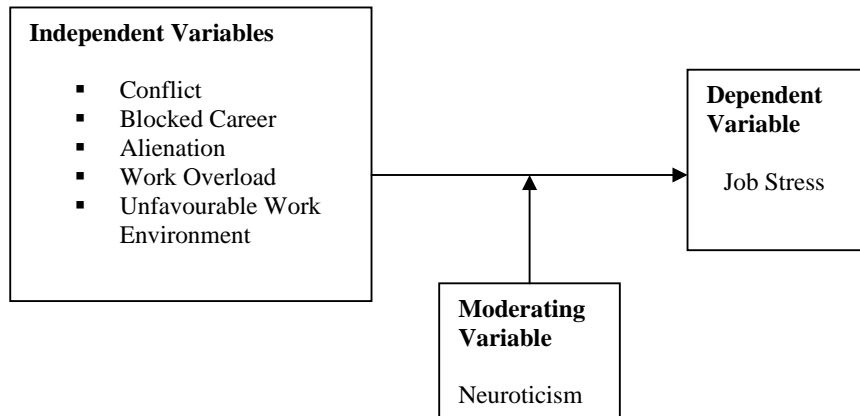 Independent Variables
▪ Conflict
▪ Blocked Career
▪ Alienation
▪ Work Overload
▪ Unfavourable Work
Environment
Dependent
Variable
Job Stress
Moderating
Variable
Neuroticism